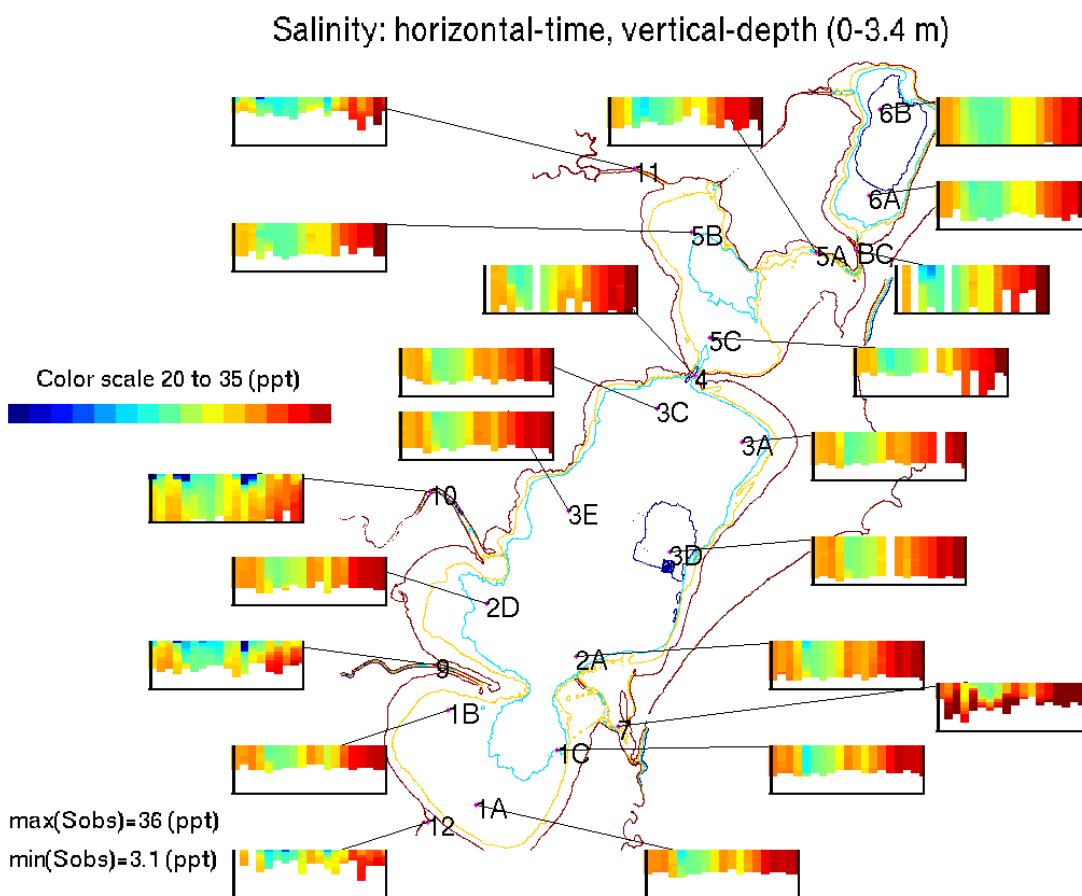 Salinity: horizontal-time, vertical-depth (0-3.4 m)
6B
11
6A
5B
5A
BC
5C
Color scale 20 to 35 (ppt)
4
3C
3A
10
3E
3D
2D
2A
9
1B
7
1C
1A
max(Sobs)=36 (ppt)
12
min(Sobs)=3.1 (ppt)